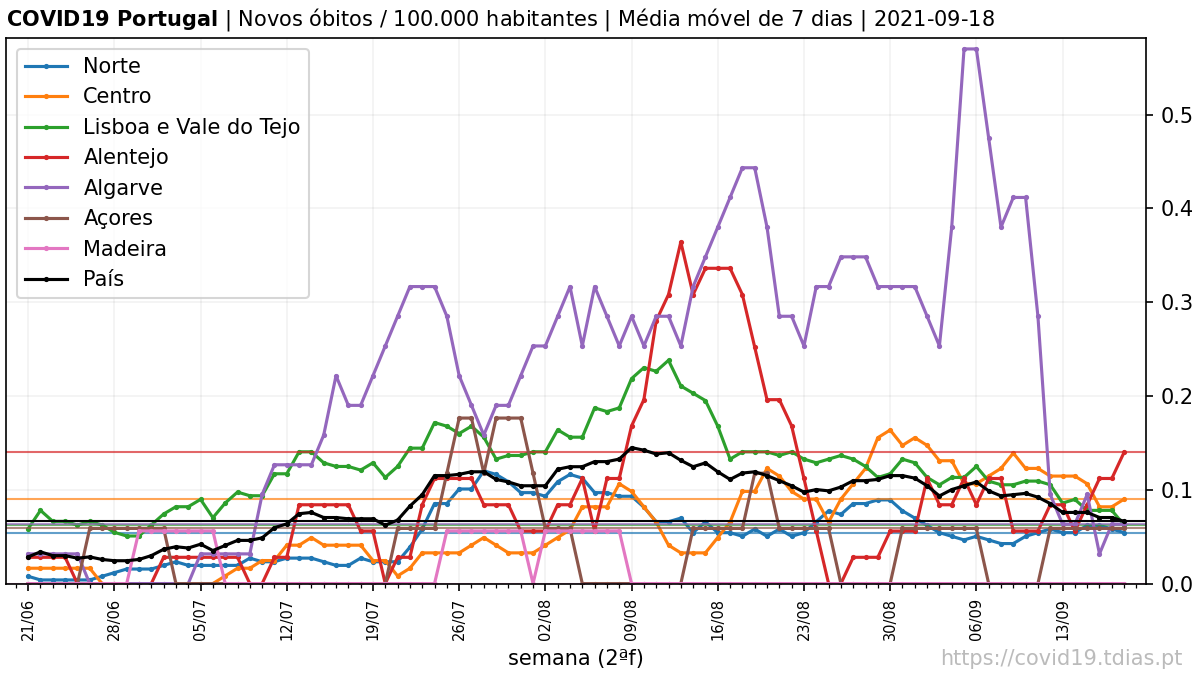 COVID19 Portugal | Novos óbitos / 100.000 habitantes | Média móvel de 7 dias | 2021-09-18
Norte
Centro
Lisboa e Vale do Tejo
Alentejo
Algarve
Açores
Madeira
País
0.5
0.4
0.3
0.2
0.1
0.0
21/06
28/06
05/07
12/07
19/07
26/07
02/08
09/08
16/08
23/08
30/08
06/09
13/09
semana (2ªf)
https://covid19.tdias.pt